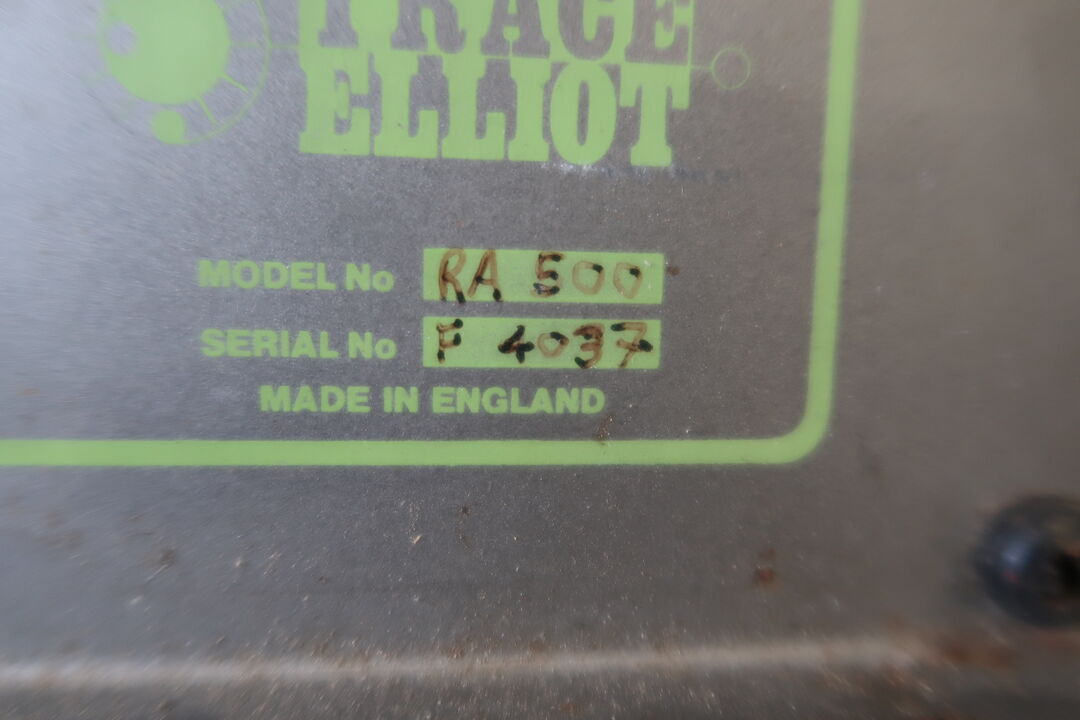 TRACE
ELLIOT
MODEL No RA 500
SERIAL No F 4037
MADE IN ENGLAND